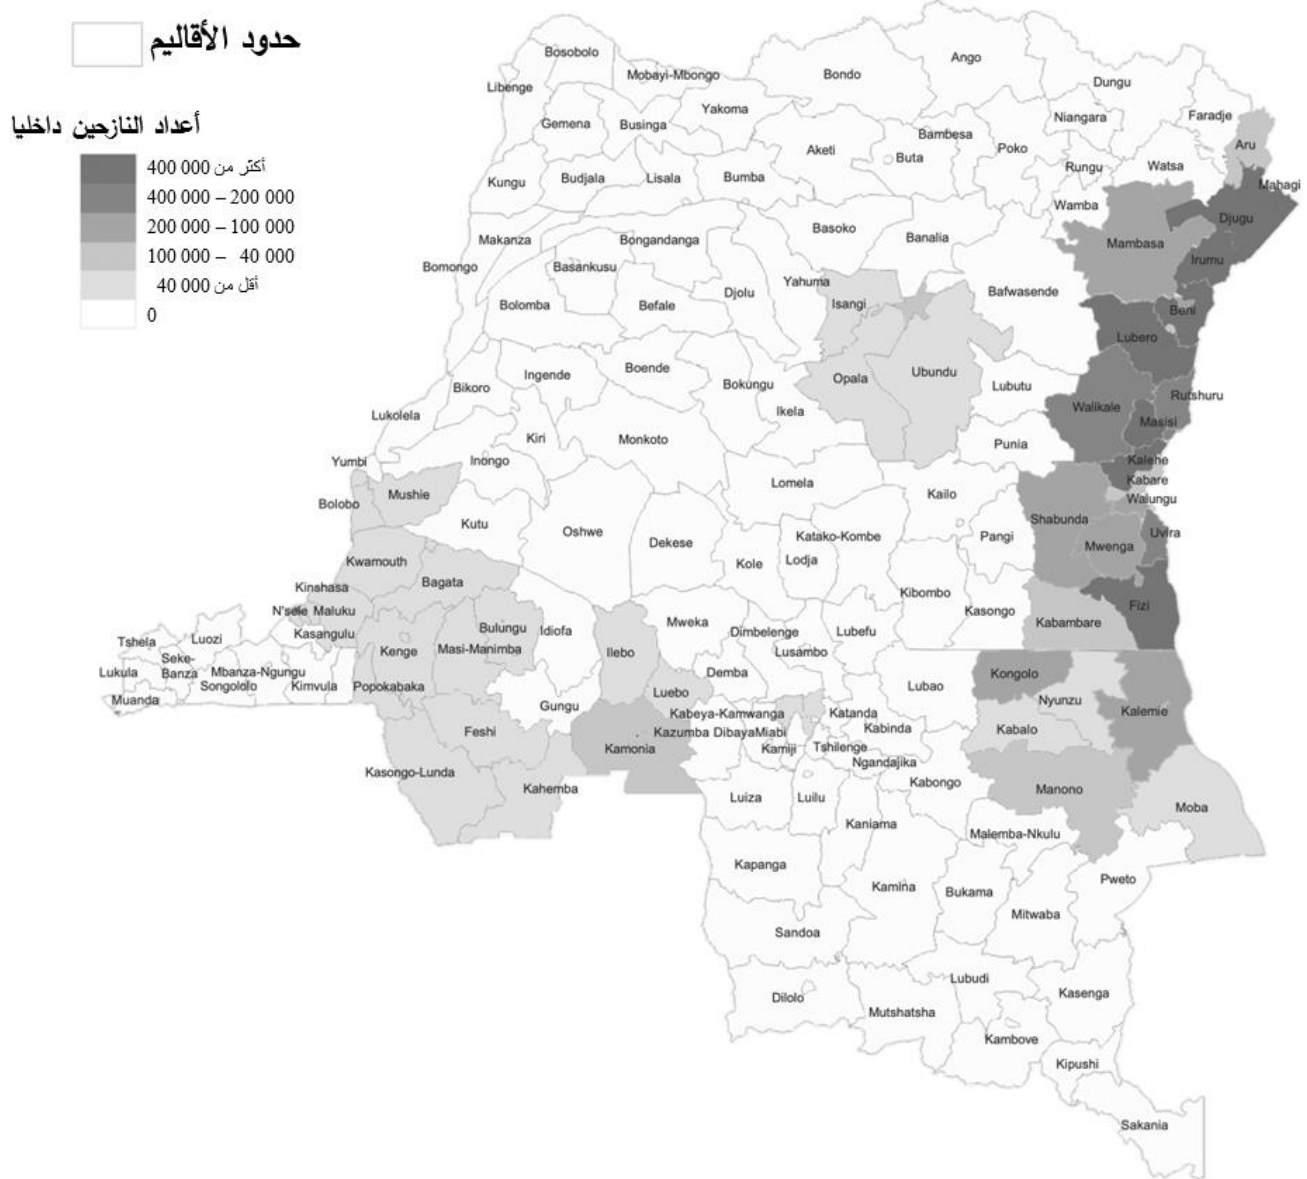 حدود الأقاليم
أعداد النازحين داخليا
أكثر من 000 400
400 000 – 200 000
200 000 – 100 000
100 000 – 40 000
أقل من 000 40
0
Bosobolo
Mobayi-Mbongo
Libenge
Gemena
Businga
Yakoma
Bondo
Ango
Dungu
Niangara
Faradje
Aru
Bambesa
Poko
Aketi
Buta
Rungu
Watsa
Kungu
Budjala
Lisala
Bumba
Mahagi
Wamba
Djugu
Makanza
Bongandanga
Basoko
Banalia
Mambasa
Irumu
Bomongo
Basankusu
Yahuma
Djolu
Bafwasende
Bolomba
Befale
Isangi
Beni
Lubero
Ingende
Boende
Bikoro
Bokungu
Opala
Ubundu
Lubutu
Rutshuru
Lukolela
Ikela
Walikale
Masisi
Kiri
Monkoto
Punia
Yumbi
Inongo
Kalehe
Kabare
Bolobo
Mushie
Lomela
Kailo
Walungu
Kutu
Oshwe
Dekese
Katako-Kombe
Pangi
Shabunda
Uvira
Mwenga
Kwamouth
Kole
Lodja
Bagata
Kinshasa
Kibombo
N'sele
Maluku
Kasongo
Fizi
Kasangulu
Bulungu
Idiofa
Mweka
Dimbelenge
Lubefu
Kabambare
Tshela
Luozi
Kenge
Masi-Manimba
Ilebo
Lusambo
Seke-
Banza
Lukula
Mbanza-Ngungu
Songololo
Kimvula
Popokabaka
Demba
Lubao
Kongolo
Muanda
Luebo
Nyunzu
Gungu
Kabeya-Kamwanga
Katanda
Kalemie
Feshi
Kazumba
Dibaya
Miabi
Kabinda
Kabalo
Kamonia
Kamiji
Tshilenge
Ngandajika
Kasongo-Lunda
Kahemba
Kabongo
Manono
Luiza
Luilu
Moba
Kaniama
Malemba-Nkulu
Kapanga
Kamina
Bukama
Pweto
Mitwaba
Sandoa
Lubudi
Kasenga
Dilolo
Mutshatsha
Kambove
Kipushi
Sakania